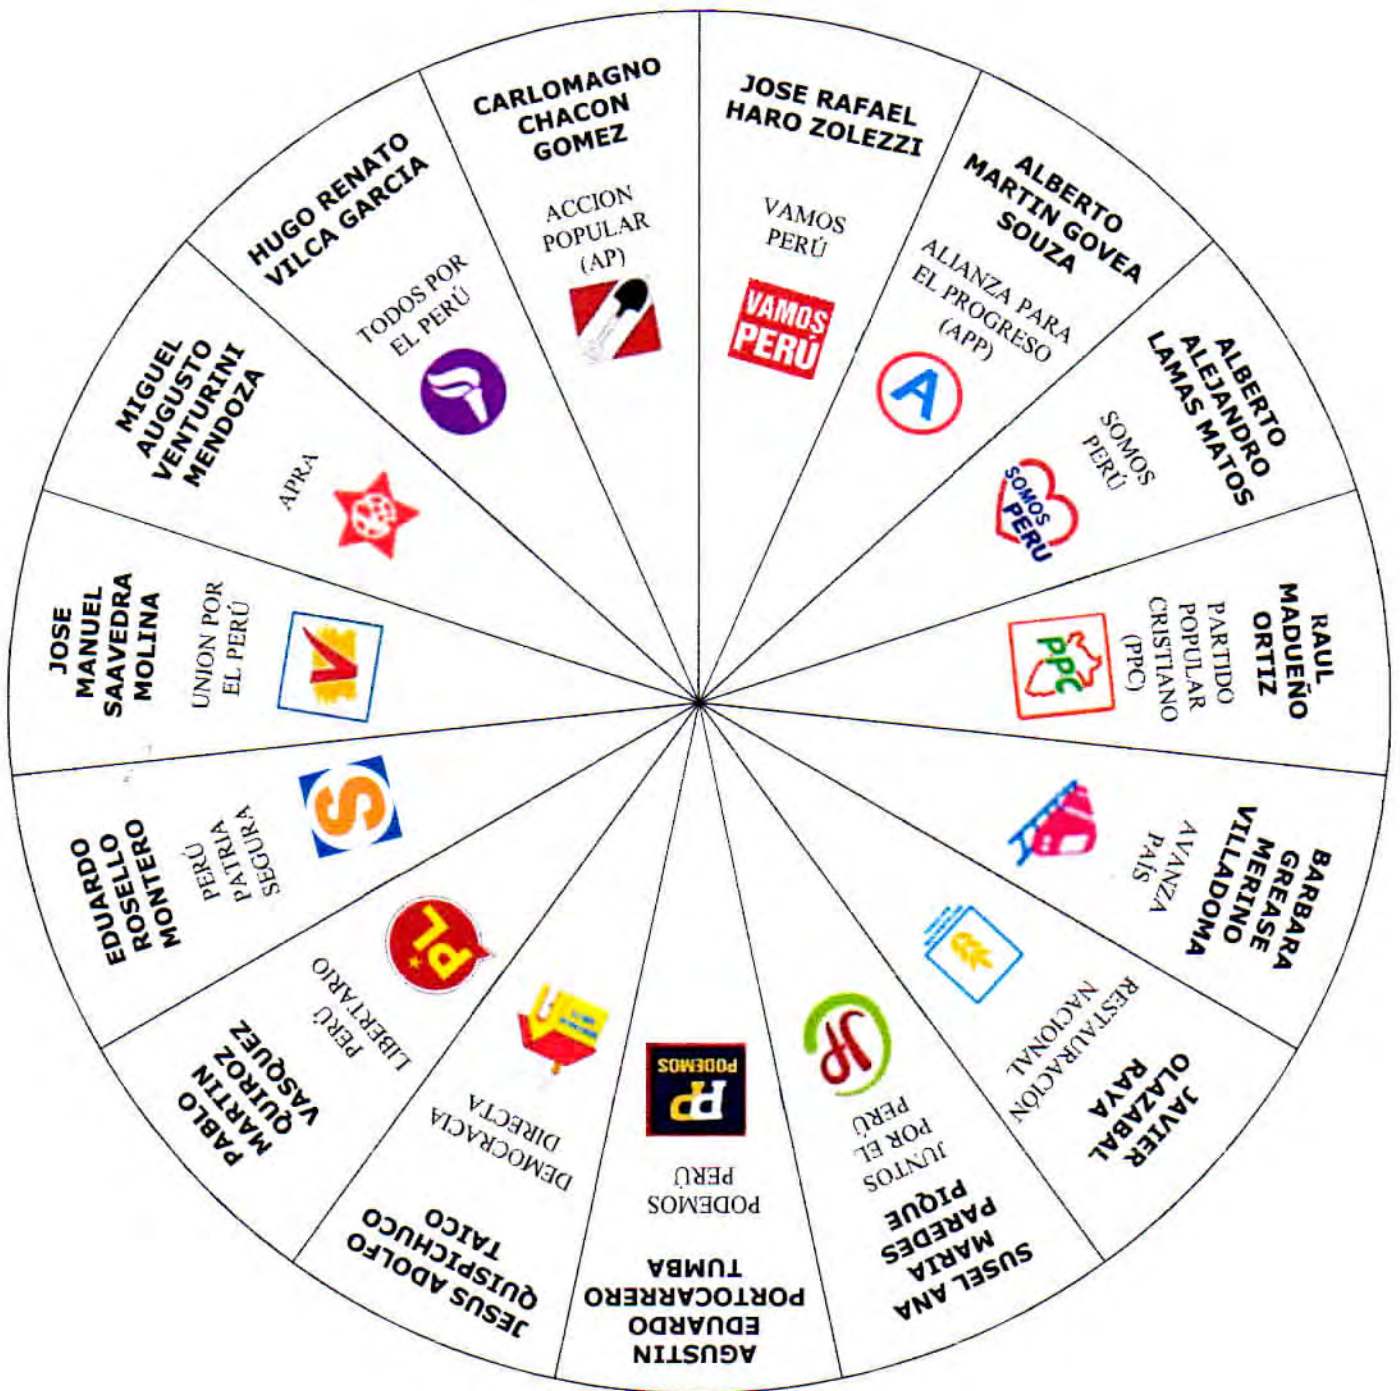 JOSE RAFAEL
HARO ZOLEZZI
VAMOS
PERÚ
VAMOS
PERÚ
ALBERTO
MARTIN GOVEA
SOUZA
ALIANZA PARA
EL PROGRESO
(APP)
A
ALBERTO
ALEJANDRO
LAMAS MATOS
SOMOS
PERÚ
SOMOS
PERU
RAUL
MADUEÑO
ORTIZ
PARTIDO
POPULAR
CRISTIANO
(PPC)
PPC
BARBARA
GREASE
MERINO
VILLADOMA
AVANZA
PAÍS
JAVIER
OLAZABAL
RAYA
RESTAURACIÓN
NACIONAL
SUSEL ANA
MARIA
PAREDES
PIQUE
JUNTOS
POR EL
PERÚ
JP
AGUSTIN
EDUARDO
PORTOCARRERO
TUMBA
PODEMOS
PERÚ
PP
PODEMOS
JESUS ADOLFO
QUISPICHUCO
TAICO
DEMOCRACIA
DIRECTA
PABLO
MARTIN
QUIROZ
VASQUEZ
PERÚ
LIBERTARIO
PL
EDUARDO
ROSELLO
MONTERO
PERÚ
PATRIA
SEGURA
S
JOSE
MANUEL
SAAVEDRA
MOLINA
UNION POR
EL PERÚ
MIGUEL
AUGUSTO
VENTURINI
MENDOZA
APRA
HUGO RENATO
VILCA GARCIA
TODOS POR
EL PERÚ
CARLOMAGNO
CHACON
GOMEZ
ACCION
POPULAR
(AP)